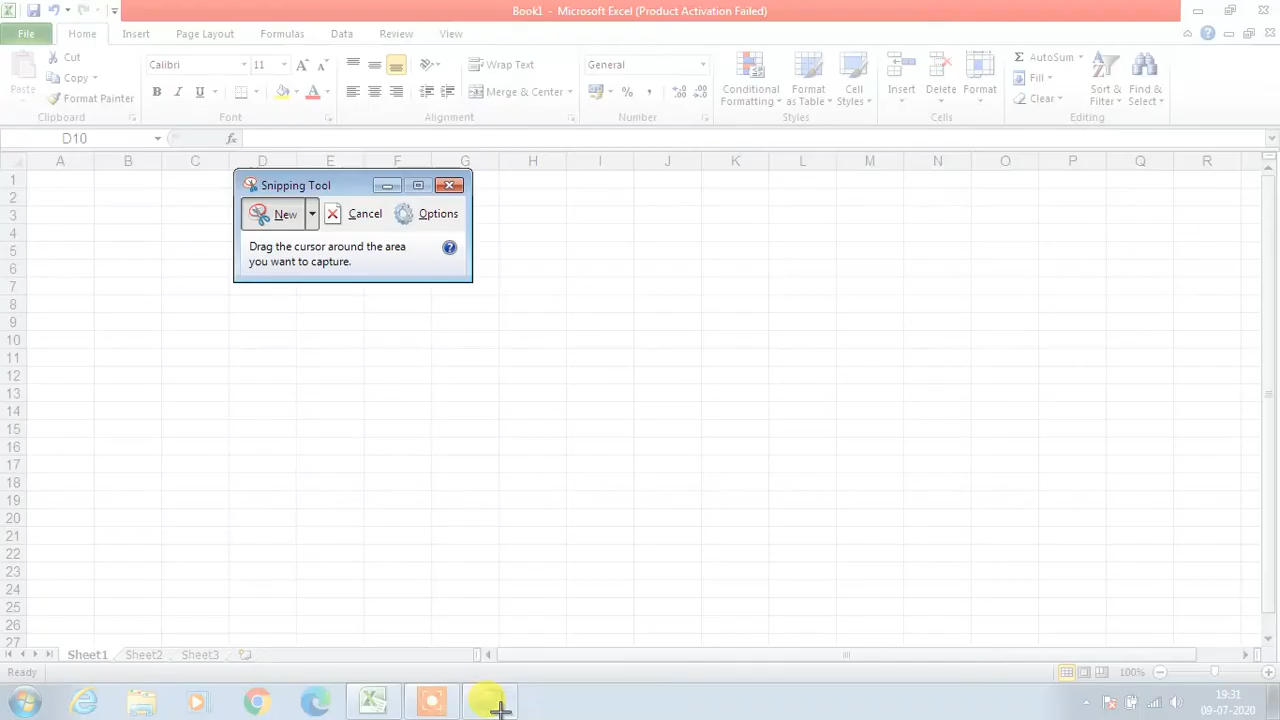 Book1 - Microsoft Excel (Product Activation Failed)
File Home Insert Page Layout Formulas Data Review View
Cut
Copy
Format Painter
Paste
Clipboard
Calibri 11
B I U
Font
Wrap Text
Merge & Center
Alignment
General
% ,
Number
Conditional Formatting
Format as Table
Cell Styles
Styles
Insert
Delete
Format
Cells
Σ AutoSum
Fill
Clear
Sort & Filter
Find & Select
Editing
D10
fx
A B C D E F G H I J K L M N O P Q R
1
2
3
4
5
6
7
8
9
10
11
12
13
14
15
16
17
18
19
20
21
22
23
24
25
26
27
Snipping Tool
New Cancel Options
Drag the cursor around the area
you want to capture.
Sheet1 Sheet2 Sheet3
Ready
100%
19:31
09-07-2020